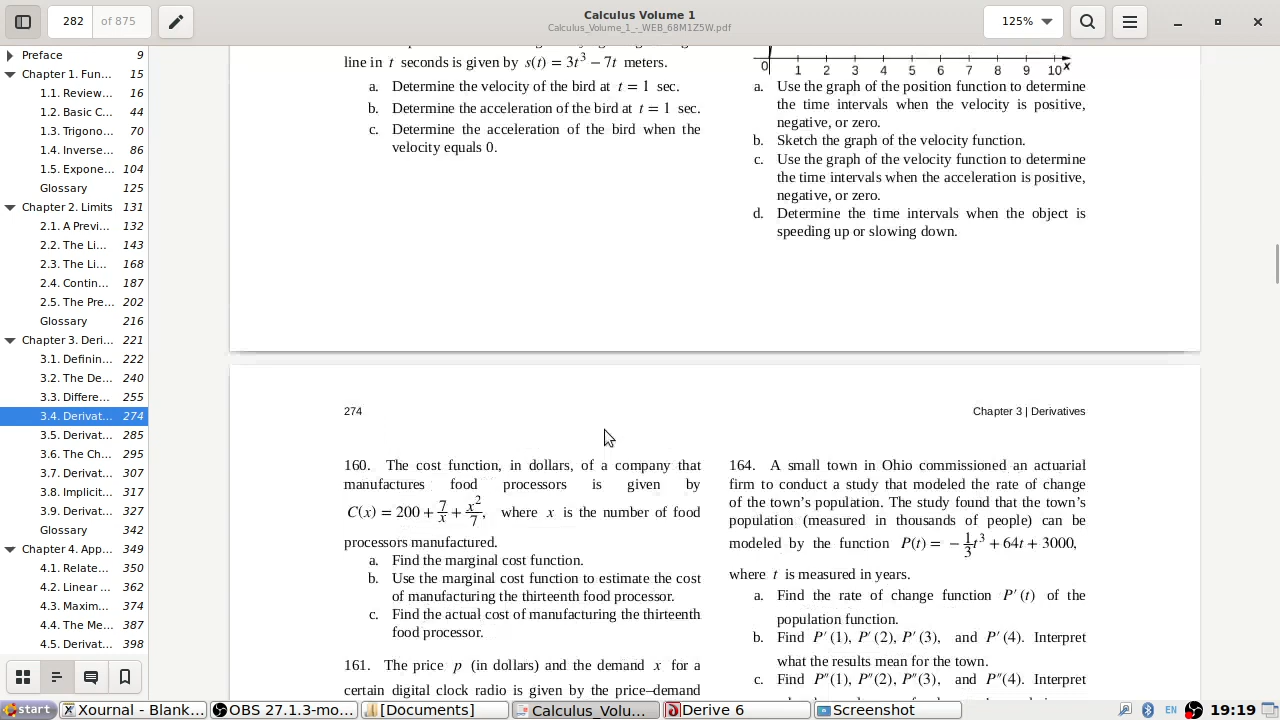 282 of 875
Calculus Volume 1
Calculus_Volume_1_-_WEB_68M1Z5W.pdf
125%
Preface 9
Chapter 1. Fun... 15
1.1. Review... 16
1.2. Basic C... 44
1.3. Trigono... 70
1.4. Inverse... 86
1.5. Expone... 104
Glossary 125
Chapter 2. Limits 131
2.1. A Previ... 132
2.2. The Li... 143
2.3. The Li... 168
2.4. Contin... 187
2.5. The Pre... 202
Glossary 216
Chapter 3. Deri... 221
3.1. Definin... 222
3.2. The De... 240
3.3. Differe... 255
3.4. Derivat... 274
3.5. Derivat... 285
3.6. The Ch... 295
3.7. Derivat... 307
3.8. Implicit... 317
3.9. Derivat... 327
Glossary 342
Chapter 4. App... 349
4.1. Relate... 350
4.2. Linear ... 362
4.3. Maxim... 374
4.4. The Me... 387
4.5. Derivat... 398
line in t seconds is given by s(t) = 3t³ − 7t meters.
a. Determine the velocity of the bird at t = 1 sec.
b. Determine the acceleration of the bird at t = 1 sec.
c. Determine the acceleration of the bird when the
velocity equals 0.
0 1 2 3 4 5 6 7 8 9 10 x
a. Use the graph of the position function to determine
the time intervals when the velocity is positive,
negative, or zero.
b. Sketch the graph of the velocity function.
c. Use the graph of the velocity function to determine
the time intervals when the acceleration is positive,
negative, or zero.
d. Determine the time intervals when the object is
speeding up or slowing down.
274 Chapter 3 | Derivatives
160. The cost function, in dollars, of a company that
manufactures food processors is given by
C(x) = 200 + 7/x + x²/7, where x is the number of food
processors manufactured.
a. Find the marginal cost function.
b. Use the marginal cost function to estimate the cost
of manufacturing the thirteenth food processor.
c. Find the actual cost of manufacturing the thirteenth
food processor.
161. The price p (in dollars) and the demand x for a
certain digital clock radio is given by the price–demand
164. A small town in Ohio commissioned an actuarial
firm to conduct a study that modeled the rate of change
of the town's population. The study found that the town's
population (measured in thousands of people) can be
modeled by the function P(t) = − 1/3 t³ + 64t + 3000,
where t is measured in years.
a. Find the rate of change function P′(t) of the
population function.
b. Find P′(1), P′(2), P′(3), and P′(4). Interpret
what the results mean for the town.
c. Find P″(1), P″(2), P″(3), and P″(4). Interpret
start
Xournal - Blank...
OBS 27.1.3-mo...
[Documents]
Calculus_Volu...
Derive 6
Screenshot
EN
19:19